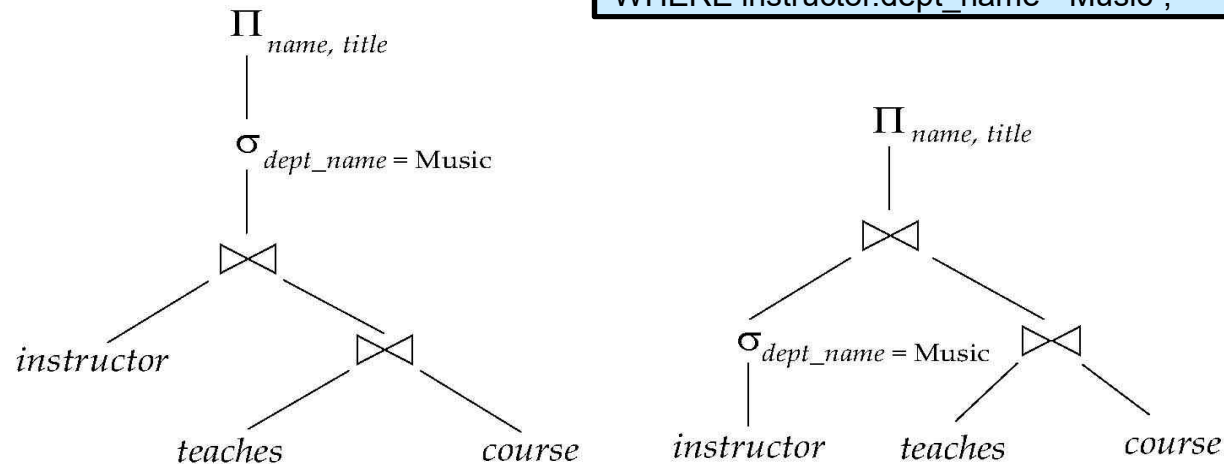 WHERE instructor.dept_name = "Music";
Π name, title
σ dept_name = Music
⋈
instructor
⋈
teaches course
Π name, title
⋈
σ dept_name = Music
⋈
instructor teaches course